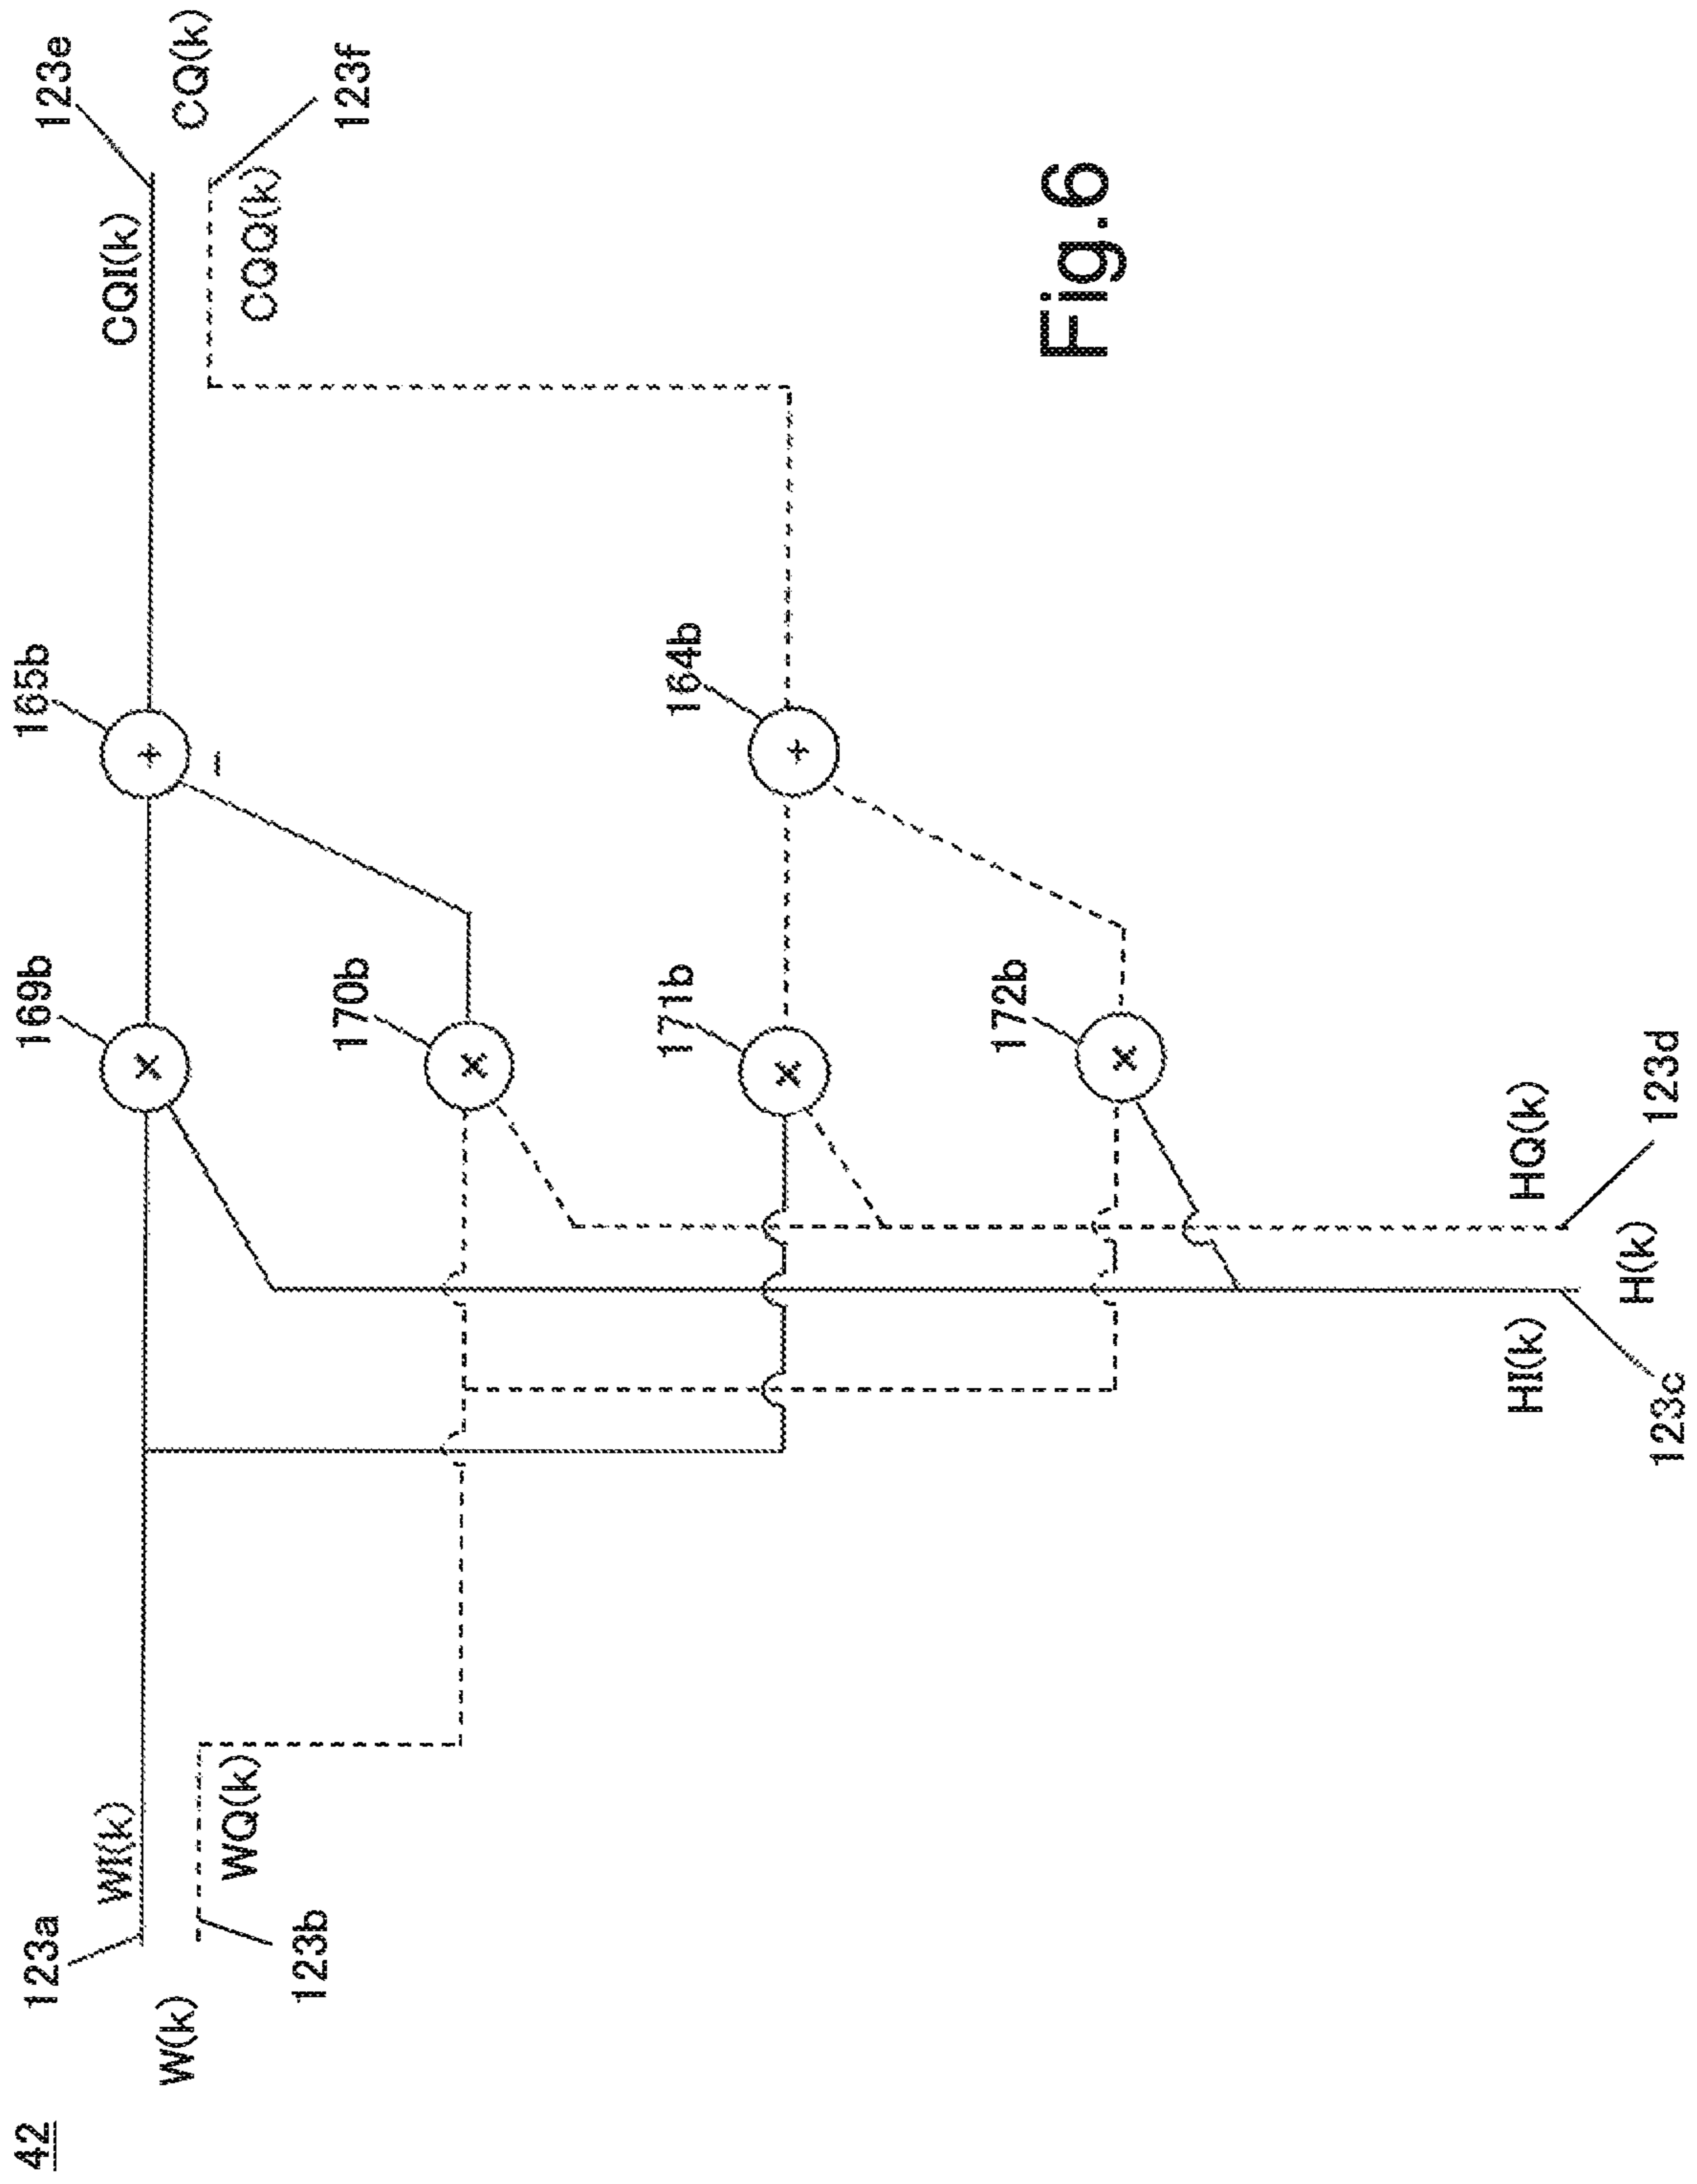 42
W(k)
123a
WI(k)
123b
WQ(k)
169b
165b
170b
171b
164b
172b
CQI(k)
123e
CQ(k)
CQQ(k)
123f
HI(k)
HQ(k)
H(k)
123c
123d
Fig.6